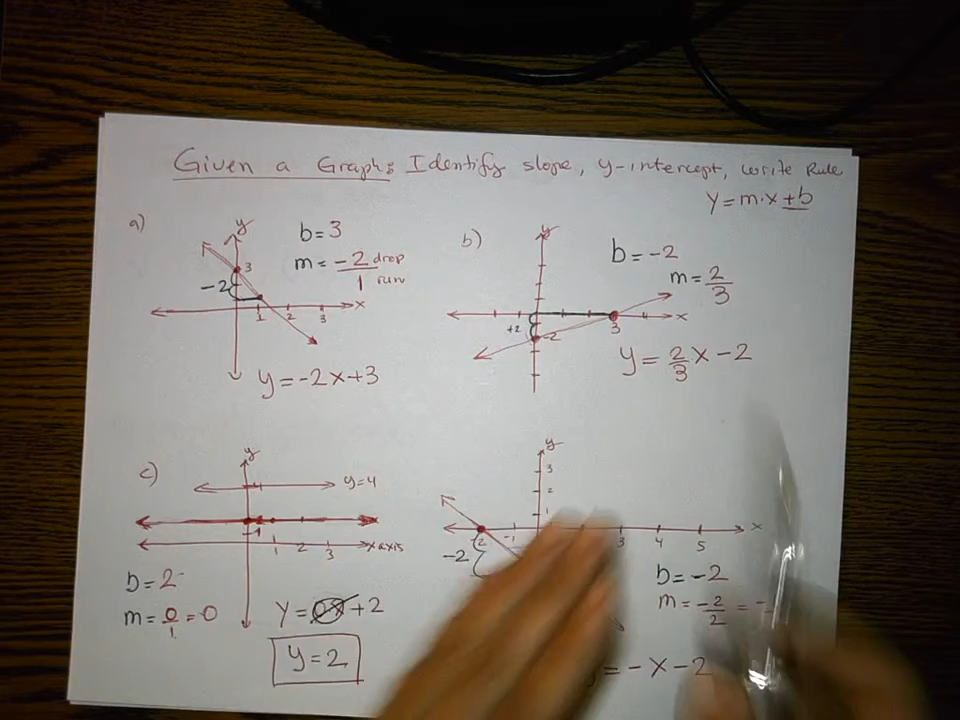 Given a Graph: Identify slope, y-intercept, write Rule
y = m·x + b
a)
y
3
-2
1 2 3 x
b = 3
m = -2 drop
1 run
y = -2x + 3
b)
y
+2
-2
3 4 x
b = -2
m = 2/3
y = 2/3 x - 2
c)
y
y = 4
1
1 2 3 x axis
b = 2
m = 0/1 = 0
y = 0x + 2
y = 2
y
3
2
1
-2 -1 3 4 5 x
-2
b = -2
m = -2/2 = -
y = -x - 2